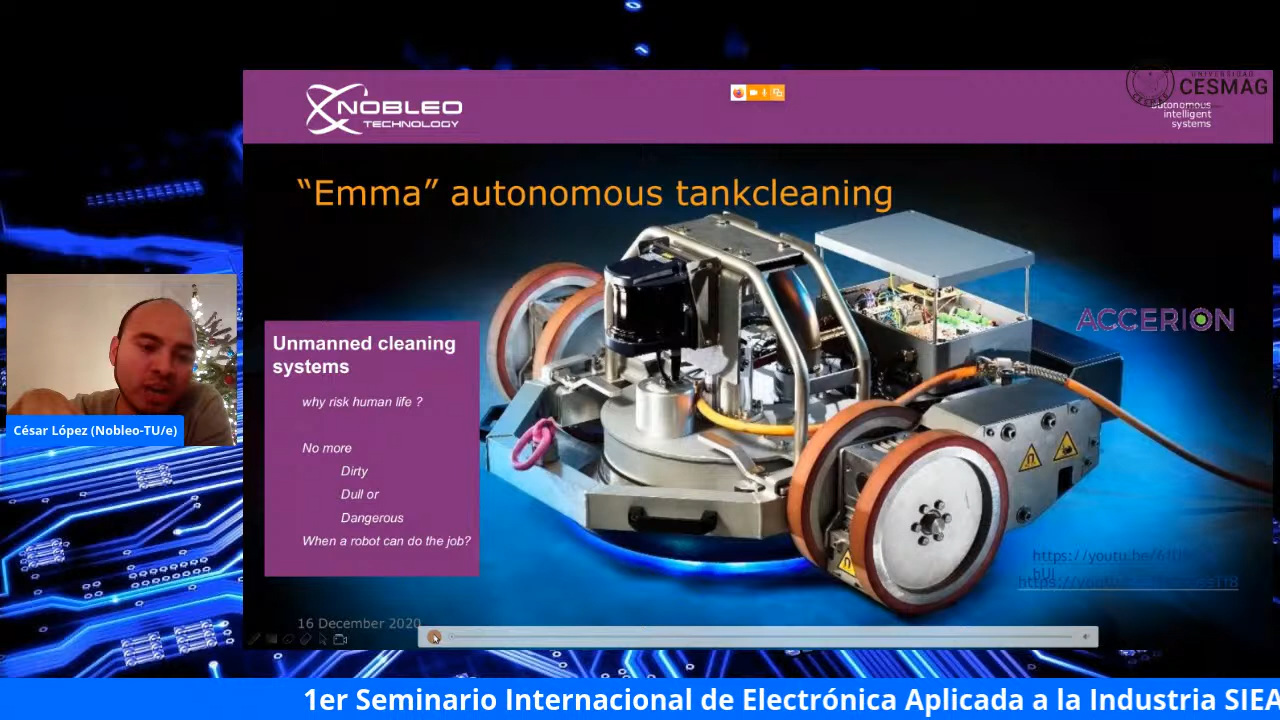 NOBLEO
TECHNOLOGY
UNIVERSIDAD
CESMAG
autonomous
intelligent
systems
“Emma” autonomous tankcleaning
ACCERION
Unmanned cleaning
systems
why risk human life ?
No more
Dirty
Dull or
Dangerous
When a robot can do the job?
César López (Nobleo-TU/e)
16 December 2020
1er Seminario Internacional de Electrónica Aplicada a la Industria SIEA